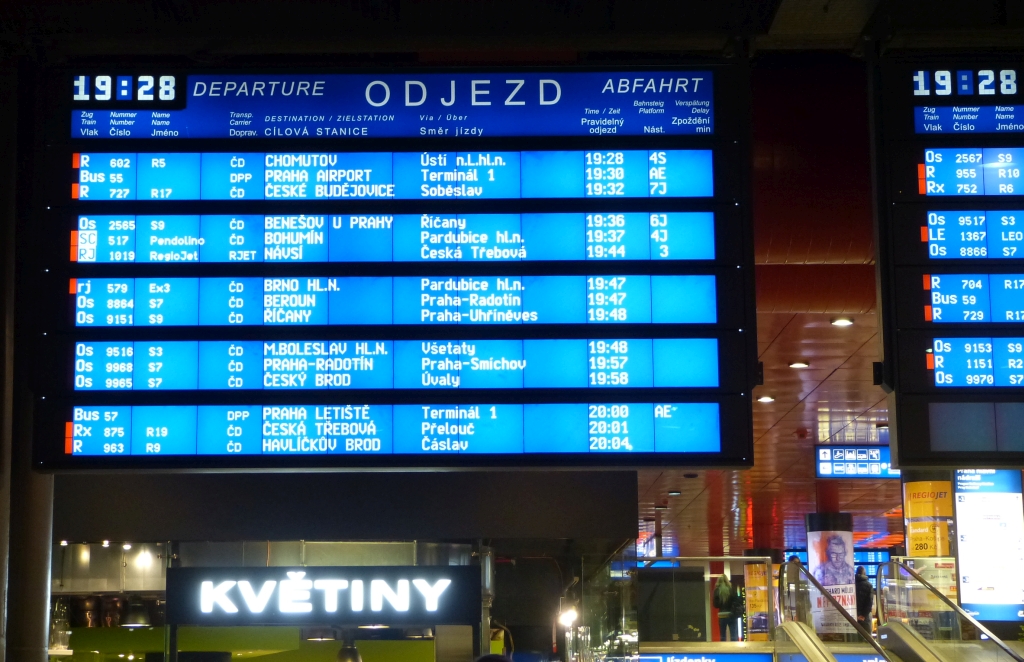 19:28 DEPARTURE ODJEZD ABFAHRT
Zug Nummer Name Transp. DESTINATION / ZIELSTATION Via / Über Time / Zeit Bahnsteig Verspätung
Train Number Name Carrier Pravidelný Platform Delay
Vlak Číslo Jméno Doprav. CÍLOVÁ STANICE Směr jízdy odjezd Nást. Zpoždění min
R 602 R5 ČD CHOMUTOV Ústí n.L.hl.n. 19:28 4S
Bus 55 DPP PRAHA AIRPORT Terminál 1 19:30 AE
R 727 R17 ČD ČESKÉ BUDĚJOVICE Soběslav 19:32 7J
Os 2565 S9 ČD BENEŠOV U PRAHY Říčany 19:36 6J
SC 517 Pendolino ČD BOHUMÍN Pardubice hl.n. 19:37 4J
RJ 1019 RegioJet RJET NÁVSÍ Česká Třebová 19:44 3
rj 579 Ex3 ČD BRNO HL.N. Pardubice hl.n. 19:47
Os 8864 S7 ČD BEROUN Praha-Radotín 19:47
Os 9151 S9 ČD ŘÍČANY Praha-Uhříněves 19:48
Os 9516 S3 ČD M.BOLESLAV HL.N. Všetaty 19:48
Os 9968 S7 ČD PRAHA-RADOTÍN Praha-Smíchov 19:57
Os 9965 S7 ČD ČESKÝ BROD Úvaly 19:58
Bus 57 DPP PRAHA LETIŠTĚ Terminál 1 20:00 AE
Rx 875 R19 ČD ČESKÁ TŘEBOVÁ Přelouč 20:01
R 963 R9 ČD HAVLÍČKŮV BROD Čáslav 20:04
19:28
Zug Nummer Name
Train Number Name
Vlak Číslo Jméno
Os 2567 S9
R 955 R10
Rx 752 R6
Os 9517 S3
LE 1367 LEO
Os 8866 S7
R 704 R17
Bus 59
R 729 R17
Os 9153 S9
R 1151 R2
Os 9970 S7
KVĚTINY
REGIOJET
280
Jízdenky